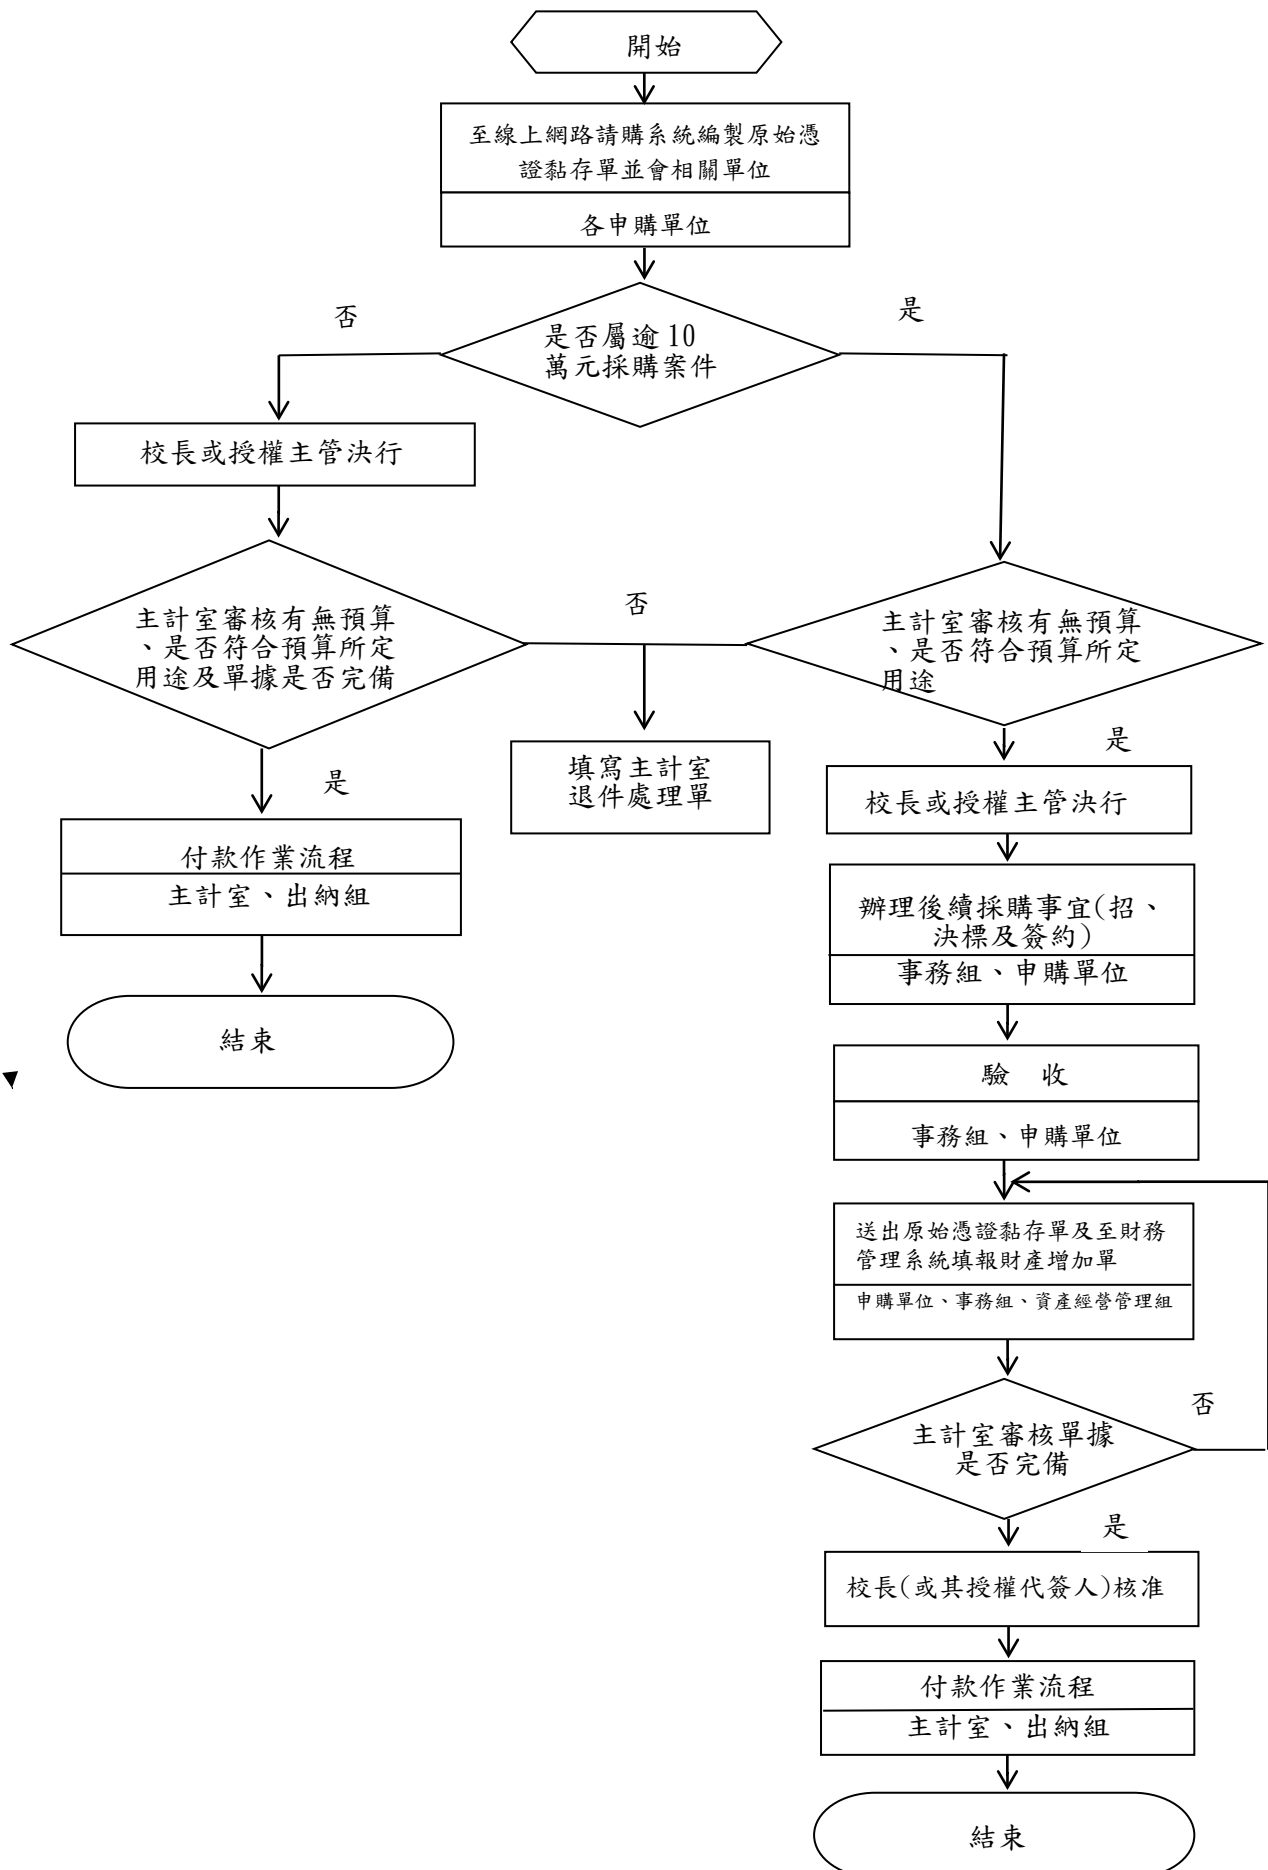 開始
至線上網路請購系統編製原始憑
證黏存單並會相關單位
各申購單位
否
是
是否屬逾10
萬元採購案件
校長或授權主管決行
主計室審核有無預算
、是否符合預算所定
用途及單據是否完備
否
主計室審核有無預算
、是否符合預算所定
用途
是
填寫主計室
退件處理單
是
付款作業流程
主計室、出納組
結束
校長或授權主管決行
辦理後續採購事宜(招、
決標及簽約)
事務組、申購單位
驗 收
事務組、申購單位
送出原始憑證黏存單及至財務
管理系統填報財產增加單
申購單位、事務組、資產經營管理組
主計室審核單據
是否完備
否
是
校長(或其授權代簽人)核准
付款作業流程
主計室、出納組
結束